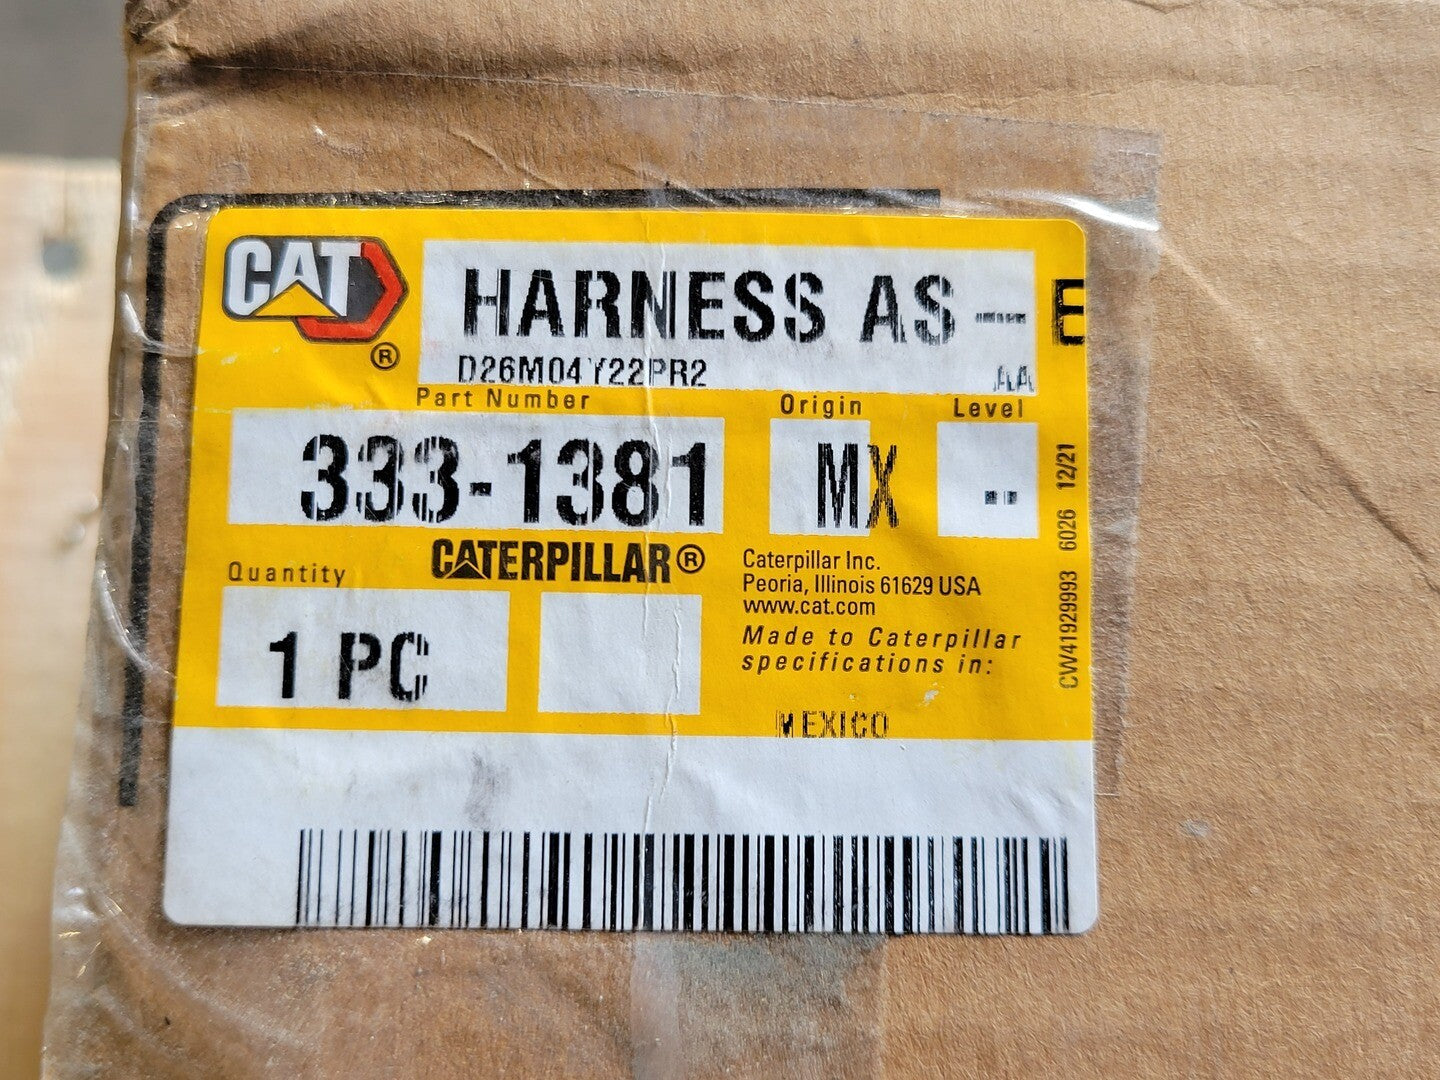 CAT
®
HARNESS AS - E
D26M04Y22PR2 AA
Part Number Origin Level
333-1381 MX --
Quantity CATERPILLAR®
1 PC
Caterpillar Inc.
Peoria, Illinois 61629 USA
www.cat.com
Made to Caterpillar
specifications in:
MEXICO
CW41929993 6026 12/21